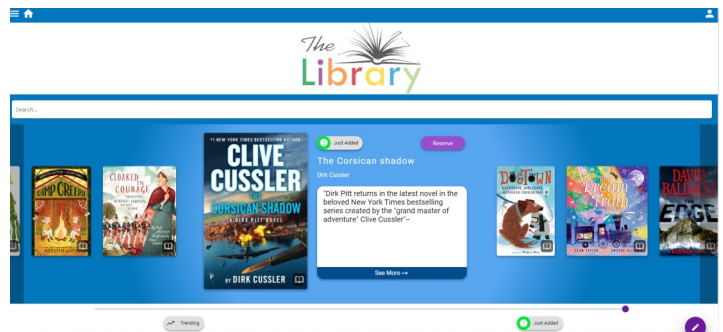 The
Library
Search...
CAMP CREEPY
CLOAKED IN
COURAGE
#1 NEW YORK TIMES BESTSELLING AUTHOR
CLIVE
CUSSLER
THE
CORSICAN SHADOW
A DIRK PITT NOVEL
BY DIRK CUSSLER
Just Added
Reserve
The Corsican shadow
Dirk Cussler
"Dirk Pitt returns in the latest novel in the
beloved New York Times bestselling
series created by the "grand master of
adventure" Clive Cussler"--
See More →
DOGTOWN
Dream
Train
DAVID
BALDACCI
EDGE
Trending
Just Added